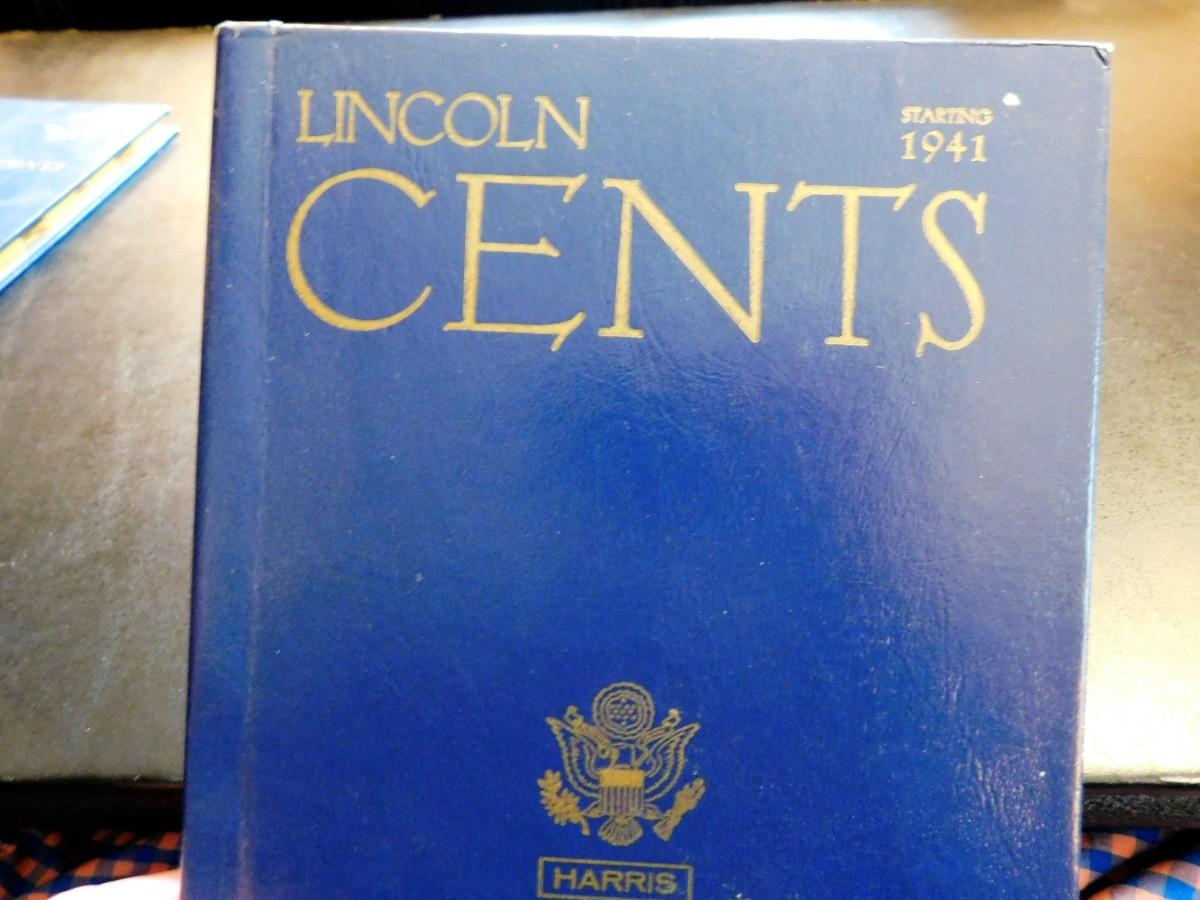 LINCOLN
STARTING
1941
CENTS
HARRIS